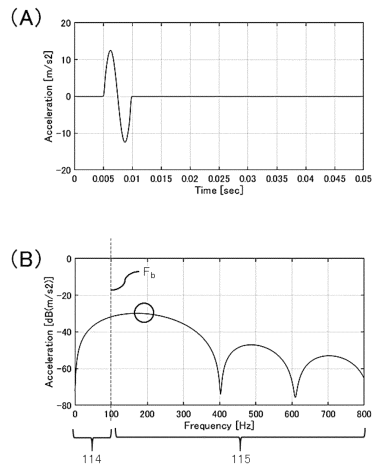 (A)
Acceleration [m/s2]
20
10
0
-10
-20
0 0.005 0.01 0.015 0.02 0.025 0.03 0.035 0.04 0.045 0.05
Time [sec]
(B)
Fb
Acceleration [dB(m/s2)]
0
-20
-40
-60
-80
0 100 200 300 400 500 600 700 800
Frequency [Hz]
114 115